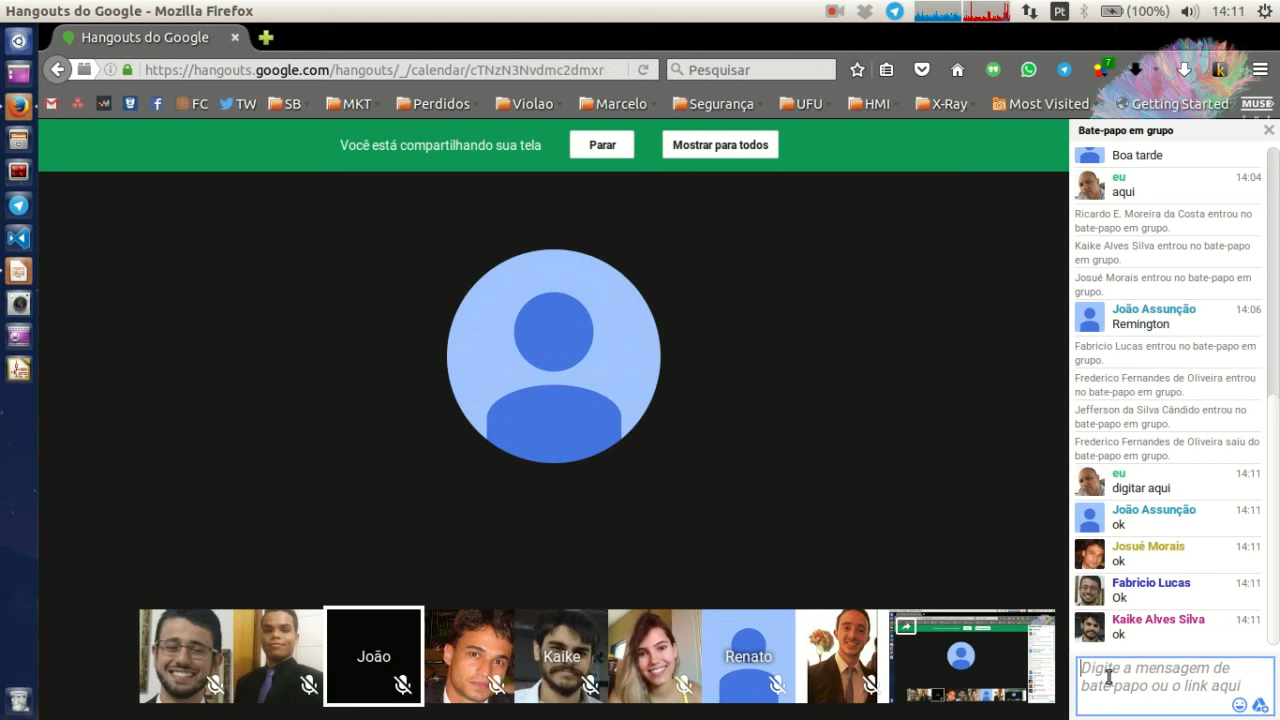 Hangouts do Google - Mozilla Firefox
Pt
(100%)
14:11
Hangouts do Google
https://hangouts.google.com/hangouts/_/calendar/cTNzN3Nvdmc2dmxr
Pesquisar
7
k
FC
TW
SB
MKT
Perdidos
Violao
Marcelo
Segurança
UFU
HMI
X-Ray
Most Visited
Getting Started
MUSE
Você está compartilhando sua tela
Parar
Mostrar para todos
Bate-papo em grupo
Boa tarde
eu 14:04
aqui
Ricardo E. Moreira da Costa entrou no
bate-papo em grupo.
Kaike Alves Silva entrou no bate-papo
em grupo.
Josué Morais entrou no bate-papo em
grupo.
João Assunção 14:06
Remington
Fabricio Lucas entrou no bate-papo em
grupo.
Frederico Fernandes de Oliveira entrou
no bate-papo em grupo.
Jefferson da Silva Cândido entrou no
bate-papo em grupo.
Frederico Fernandes de Oliveira saiu do
bate-papo em grupo.
eu 14:11
digitar aqui
João Assunção 14:11
ok
Josué Morais 14:11
ok
Fabricio Lucas 14:11
Ok
Kaike Alves Silva 14:11
ok
Digite a mensagem de
bate-papo ou o link aqui
João
Kaike
Renato